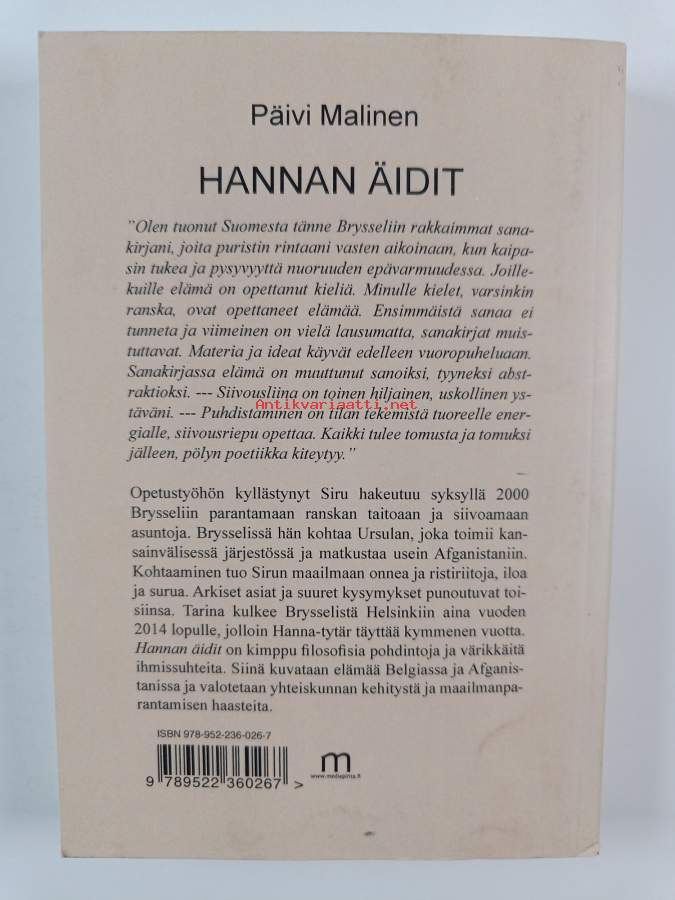 Päivi Malinen
HANNAN ÄIDIT
"Olen tuonut Suomesta tänne Brysseliin rakkaimmat sana-
kirjani, joita puristin rintaani vasten aikoinaan, kun kaipa-
sin tukea ja pysyvyyttä nuoruuden epävarmuudessa. Joille-
kuille elämä on opettanut kieliä. Minulle kielet, varsinkin
ranska, ovat opettaneet elämää. Ensimmäistä sanaa ei
tunneta ja viimeinen on vielä lausumatta, sanakirjat muis-
tuttavat. Materia ja ideat käyvät edelleen vuoropuheluaan.
Sanakirjassa elämä on muuttunut sanoiksi, tyyneksi abst-
raktioksi. --- Siivousliina on toinen hiljainen, uskollinen ys-
täväni. --- Puhdistaminen on tilan tekemistä tuoreelle ener-
gialle, siivousriepu opettaa. Kaikki tulee tomusta ja tomuksi
jälleen, pölyn poetiikka kiteytyy."
Antikvariaatti.net
Opetustyöhön kyllästynyt Siru hakeutuu syksyllä 2000
Brysseliin parantamaan ranskan taitoaan ja siivoamaan
asuntoja. Brysselissä hän kohtaa Ursulan, joka toimii kan-
sainvälisessä järjestössä ja matkustaa usein Afganistaniin.
Kohtaaminen tuo Sirun maailmaan onnea ja ristiriitoja, iloa
ja surua. Arkiset asiat ja suuret kysymykset punoutuvat toi-
siinsa. Tarina kulkee Brysselistä Helsinkiin aina vuoden
2014 lopulle, jolloin Hanna-tytär täyttää kymmenen vuotta.
Hannan äidit on kimppu filosofisia pohdintoja ja värikkäitä
ihmissuhteita. Siinä kuvataan elämää Belgiassa ja Afganis-
tanissa ja valotetaan yhteiskunnan kehitystä ja maailmanpa-
rantamisen haasteita.
ISBN 978-952-236-026-7
9 789522 360267 >
m
www.mediapinta.fi